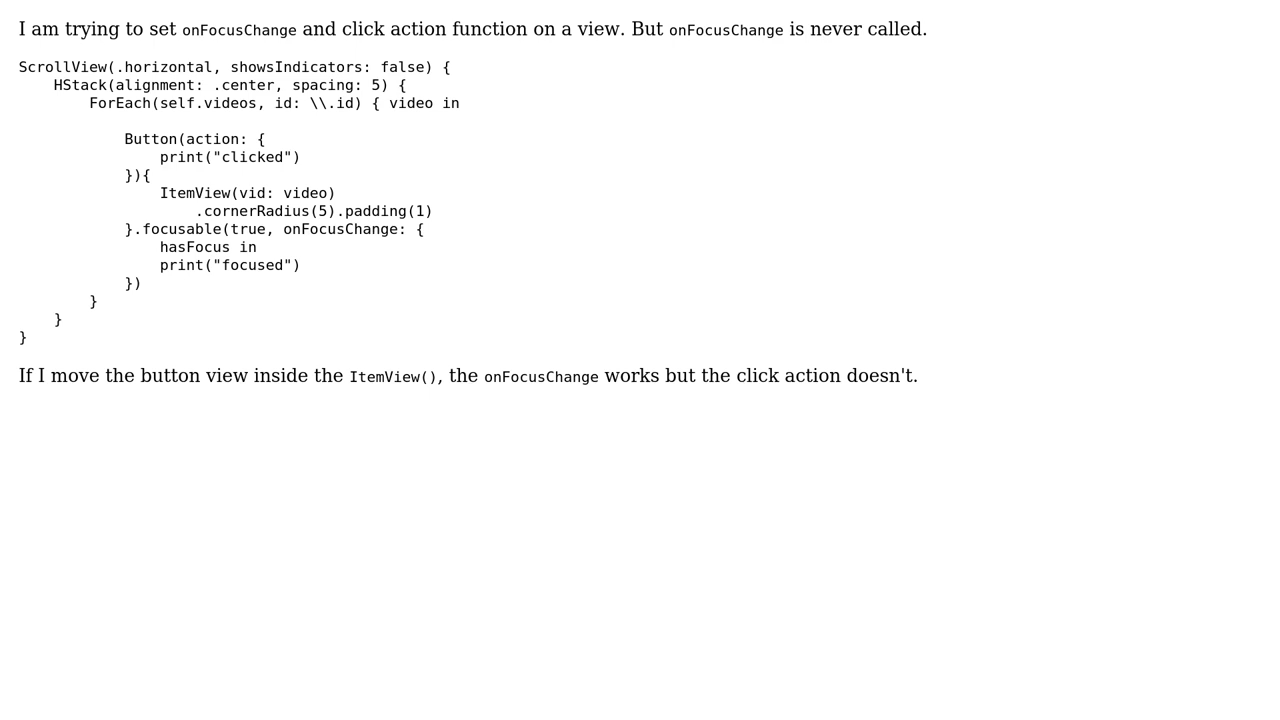 I am trying to set onFocusChange and click action function on a view. But onFocusChange is never called.
ScrollView(.horizontal, showsIndicators: false) {
    HStack(alignment: .center, spacing: 5) {
        ForEach(self.videos, id: \\.id) { video in
            Button(action: {
                print("clicked")
            }){
                ItemView(vid: video)
                    .cornerRadius(5).padding(1)
            }.focusable(true, onFocusChange: {
                hasFocus in
                print("focused")
            })
        }
    }
}
If I move the button view inside the ItemView(), the onFocusChange works but the click action doesn't.